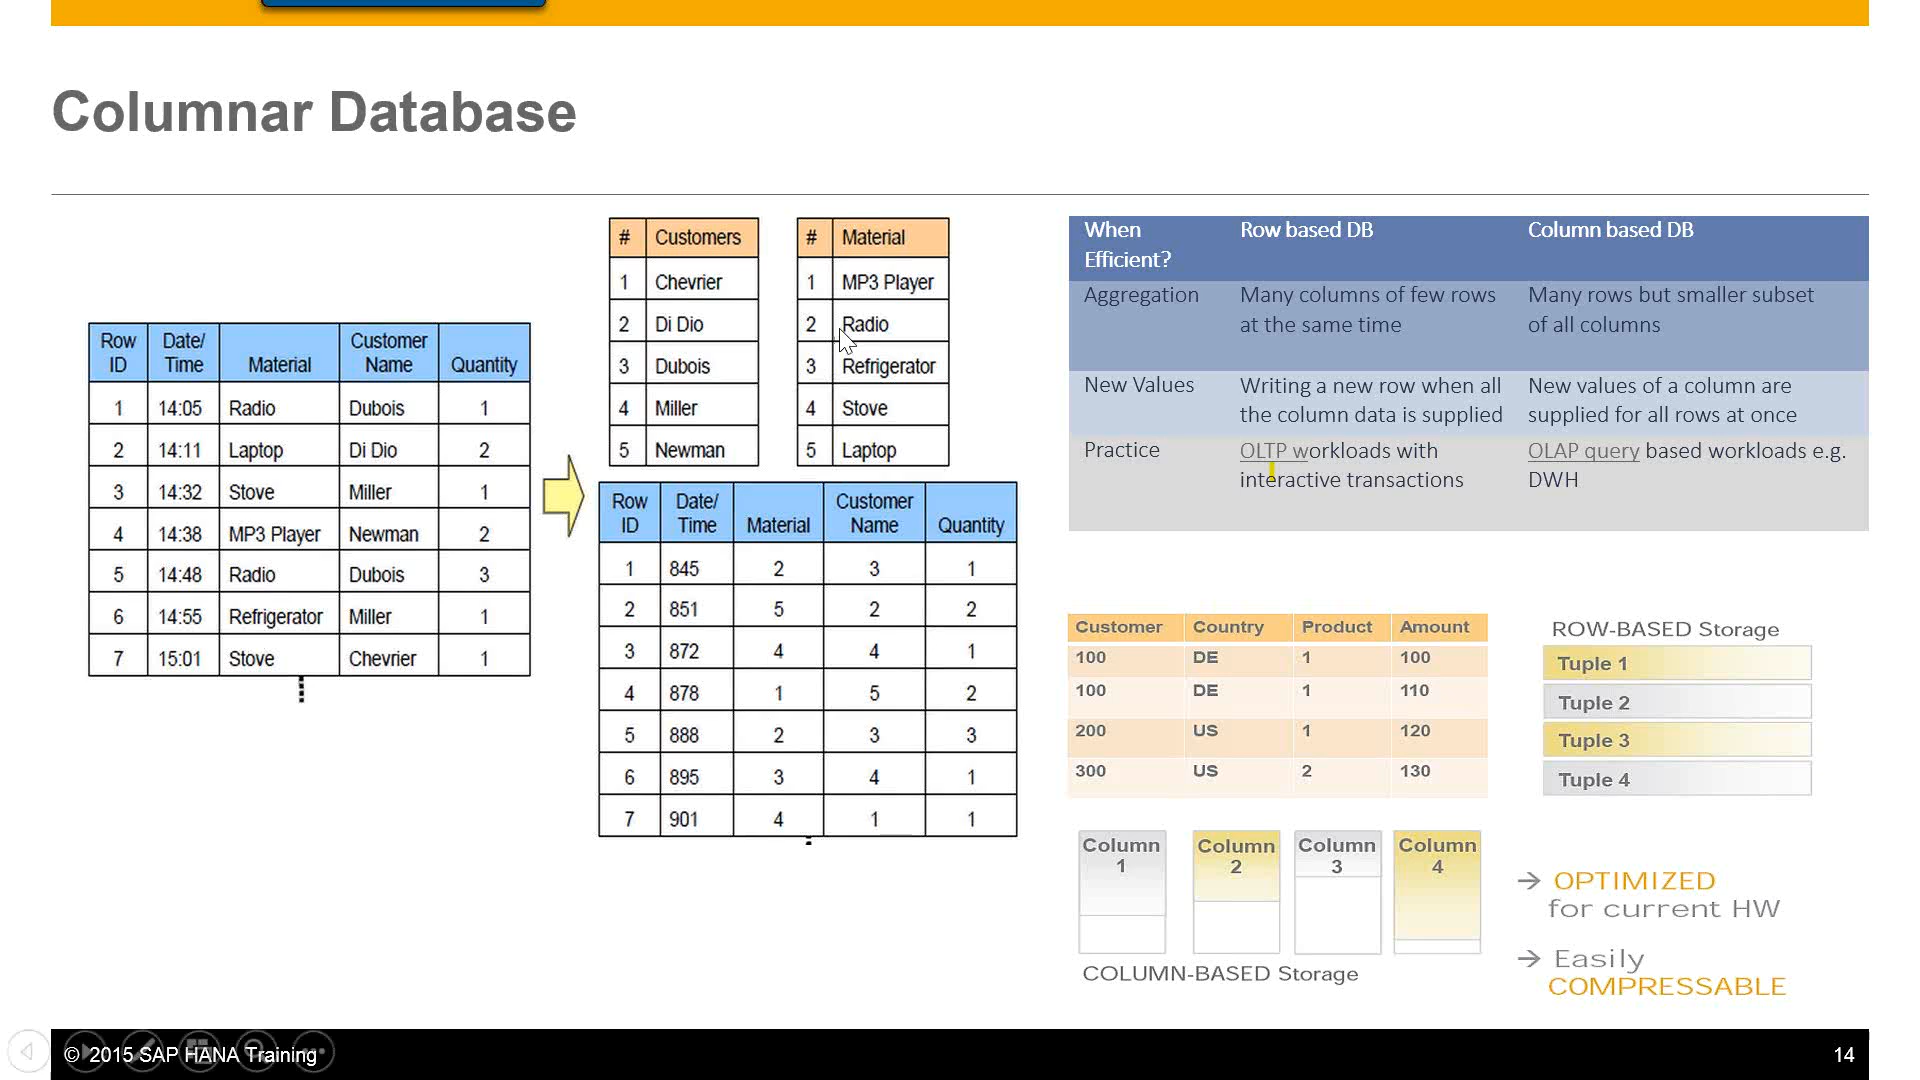 Columnar Database
Row ID Date/ Time Material Customer Name Quantity
1 14:05 Radio Dubois 1
2 14:11 Laptop Di Dio 2
3 14:32 Stove Miller 1
4 14:38 MP3 Player Newman 2
5 14:48 Radio Dubois 3
6 14:55 Refrigerator Miller 1
7 15:01 Stove Chevrier 1
# Customers
1 Chevrier
2 Di Dio
3 Dubois
4 Miller
5 Newman
# Material
1 MP3 Player
2 Radio
3 Refrigerator
4 Stove
5 Laptop
Row ID Date/ Time Material Customer Name Quantity
1 845 2 3 1
2 851 5 2 2
3 872 4 4 1
4 878 1 5 2
5 888 2 3 3
6 895 3 4 1
7 901 4 1 1
When Efficient? Row based DB Column based DB
Aggregation Many columns of few rows at the same time Many rows but smaller subset of all columns
New Values Writing a new row when all the column data is supplied New values of a column are supplied for all rows at once
Practice OLTP workloads with interactive transactions OLAP query based workloads e.g. DWH
Customer Country Product Amount
100 DE 1 100
100 DE 1 110
200 US 1 120
300 US 2 130
ROW-BASED Storage
Tuple 1
Tuple 2
Tuple 3
Tuple 4
Column 1
Column 2
Column 3
Column 4
COLUMN-BASED Storage
→ OPTIMIZED
for current HW
→ Easily
COMPRESSABLE
© 2015 SAP HANA Training
14